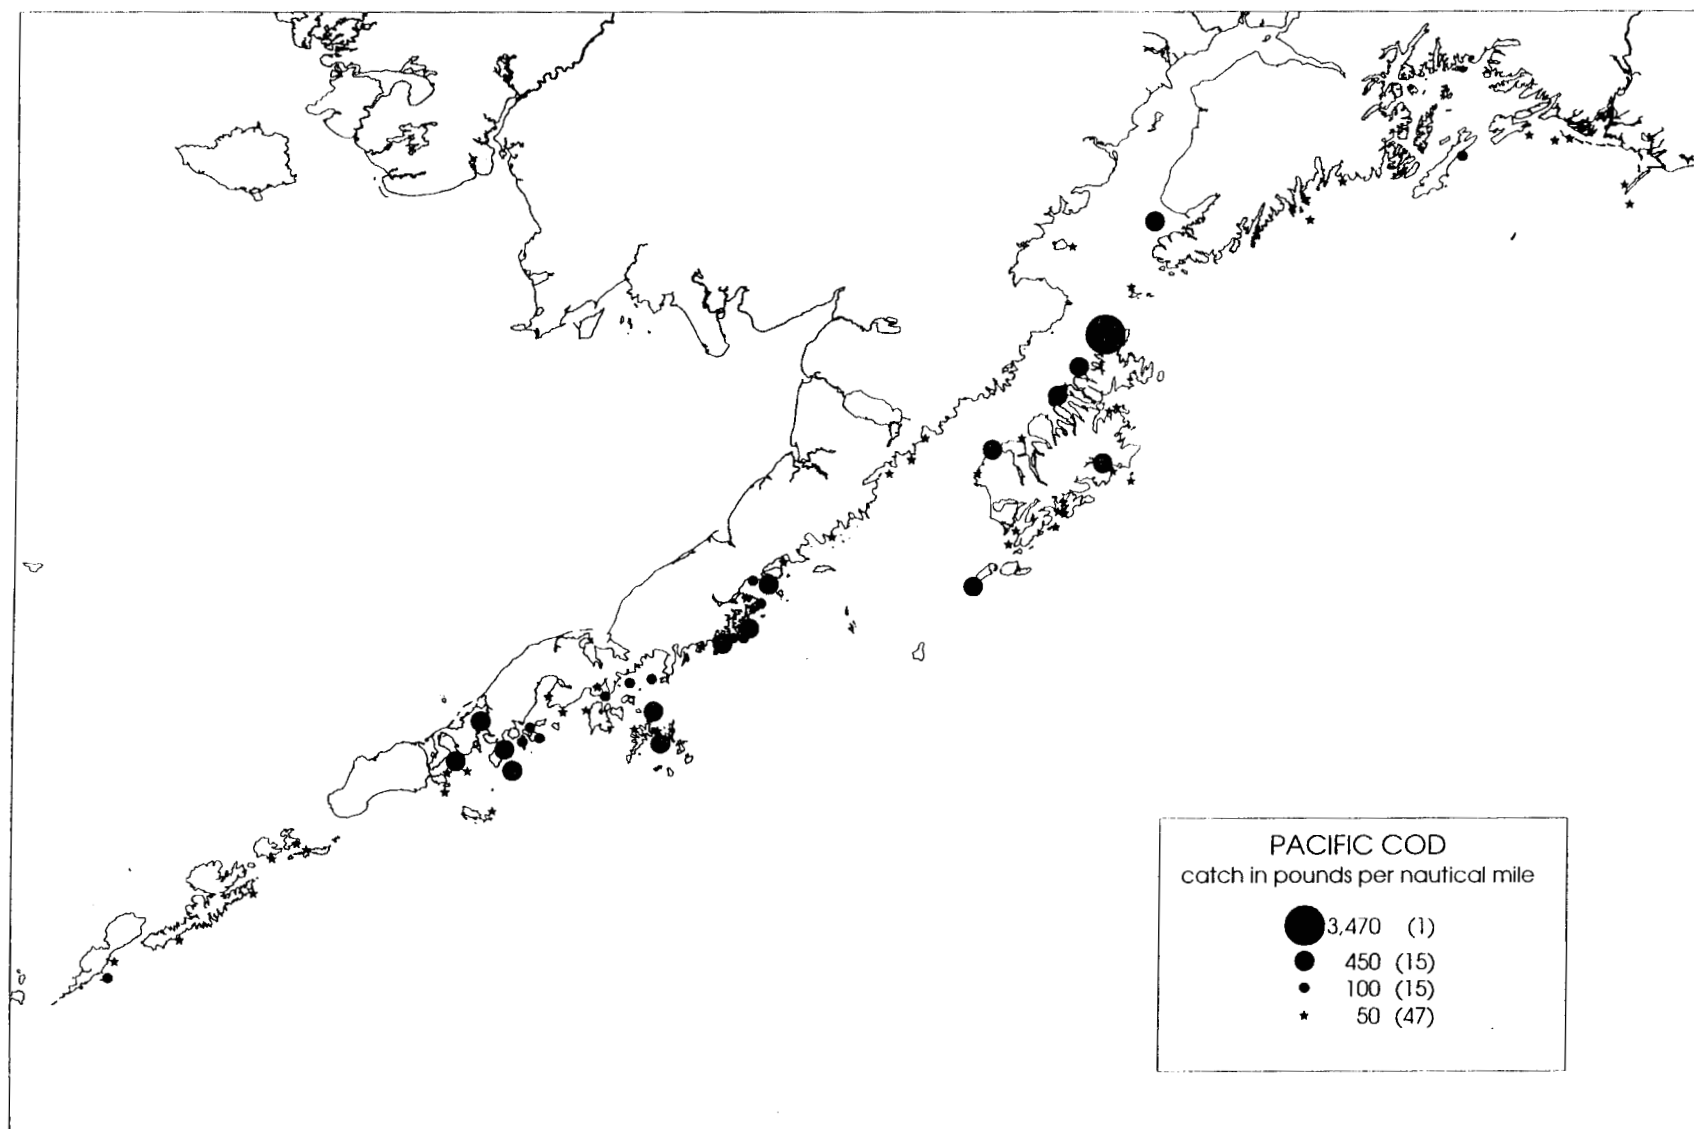 PACIFIC COD
catch in pounds per nautical mile
3,470 (1)
450 (15)
100 (15)
50 (47)